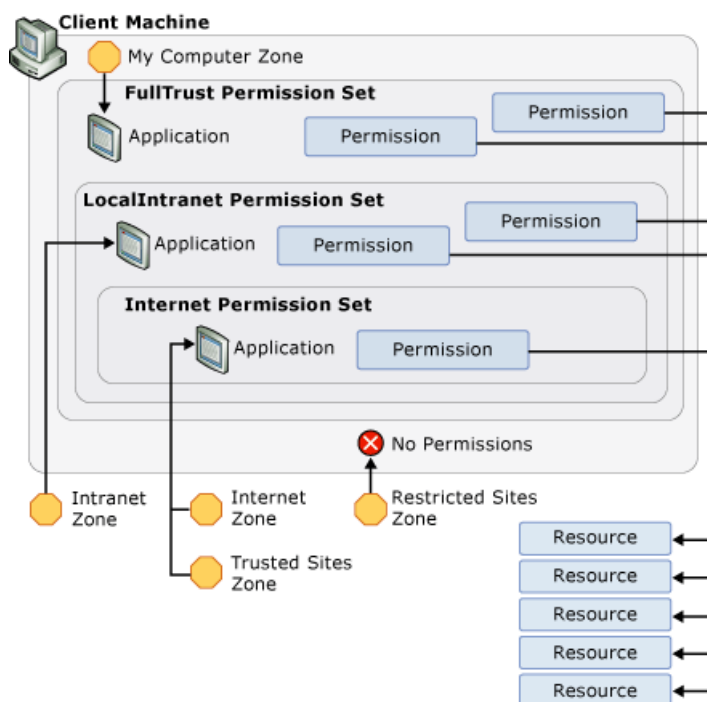 Client Machine
My Computer Zone
FullTrust Permission Set
Permission
Application
Permission
LocalIntranet Permission Set
Permission
Application
Permission
Internet Permission Set
Application
Permission
No Permissions
Intranet
Zone
Internet
Zone
Restricted Sites
Zone
Trusted Sites
Zone
Resource
Resource
Resource
Resource
Resource